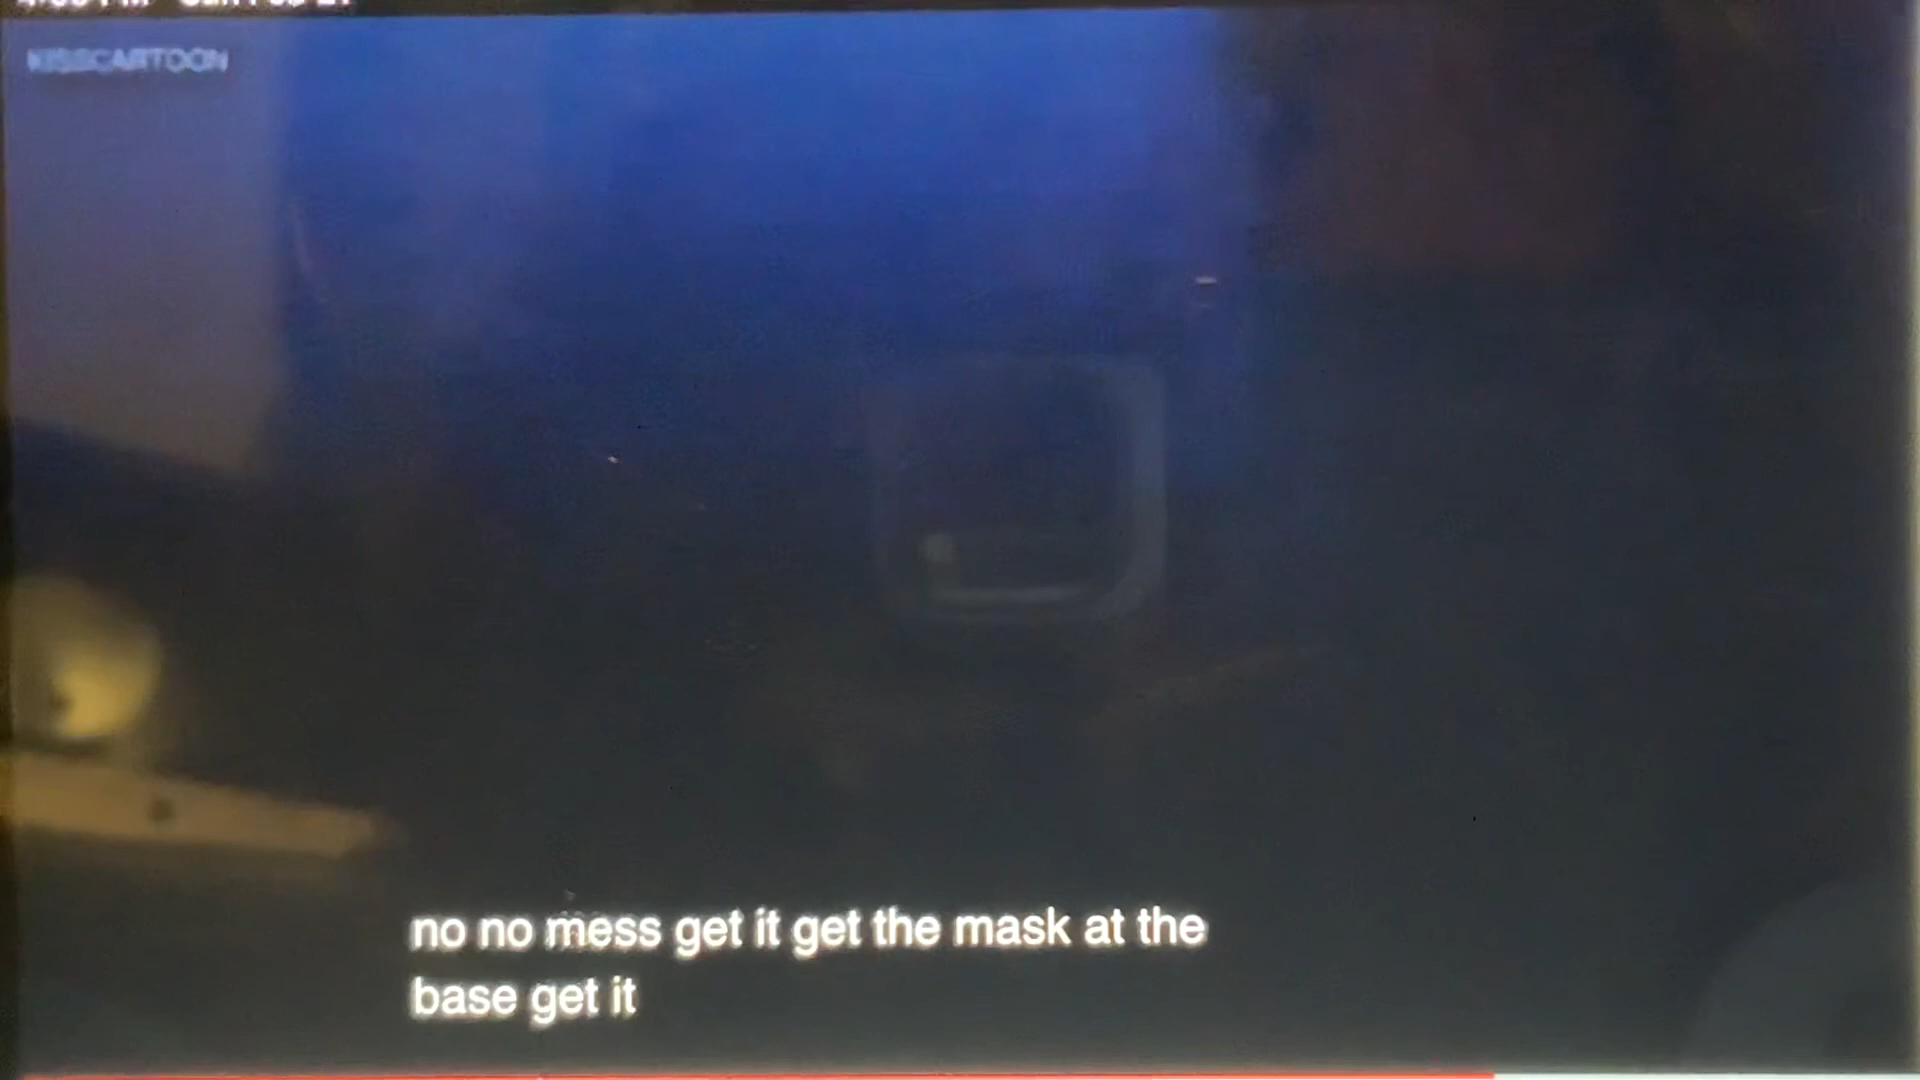 KISSCARTOON
no no mess get it get the mask at the
base get it